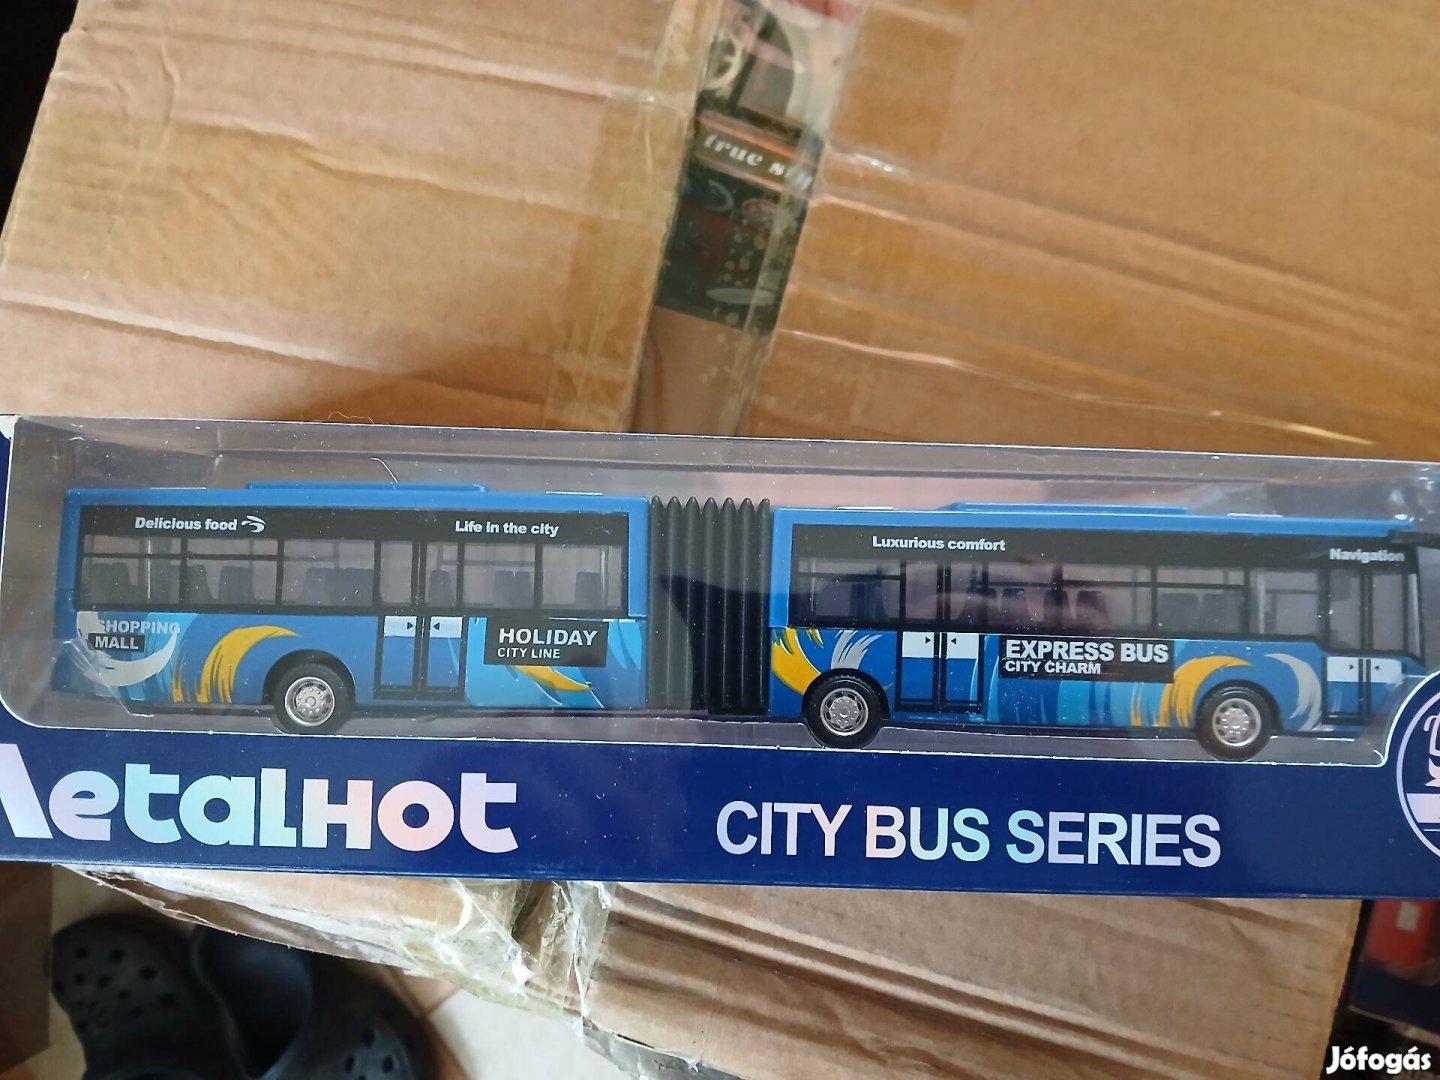 true
Delicious food
Life in the city
Luxurious comfort
Navigation
SHOPPING
MALL
HOLIDAY
CITY LINE
EXPRESS BUS
CITY CHARM
MetalHot
CITY BUS SERIES
Jófogás